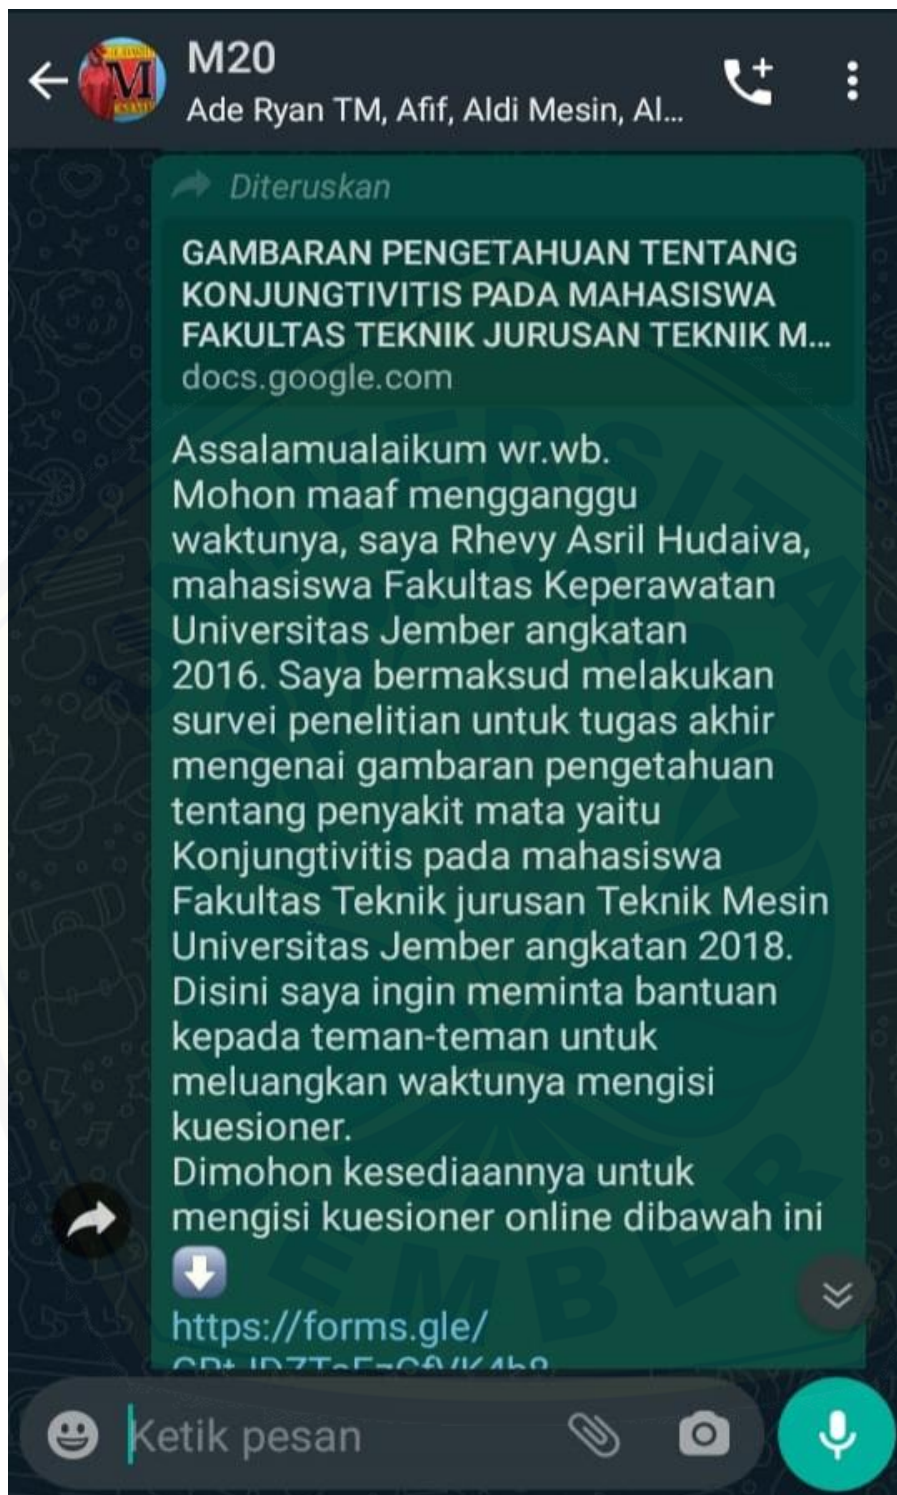 M20
Ade Ryan TM, Afif, Aldi Mesin, Al...
Diteruskan
GAMBARAN PENGETAHUAN TENTANG
KONJUNGTIVITIS PADA MAHASISWA
FAKULTAS TEKNIK JURUSAN TEKNIK M...
docs.google.com
Assalamualaikum wr.wb.
Mohon maaf mengganggu
waktunya, saya Rhevy Asril Hudaiva,
mahasiswa Fakultas Keperawatan
Universitas Jember angkatan
2016. Saya bermaksud melakukan
survei penelitian untuk tugas akhir
mengenai gambaran pengetahuan
tentang penyakit mata yaitu
Konjungtivitis pada mahasiswa
Fakultas Teknik jurusan Teknik Mesin
Universitas Jember angkatan 2018.
Disini saya ingin meminta bantuan
kepada teman-teman untuk
meluangkan waktunya mengisi
kuesioner.
Dimohon kesediaannya untuk
mengisi kuesioner online dibawah ini
https://forms.gle/
Ketik pesan
UNIVERSITAS JEMBER